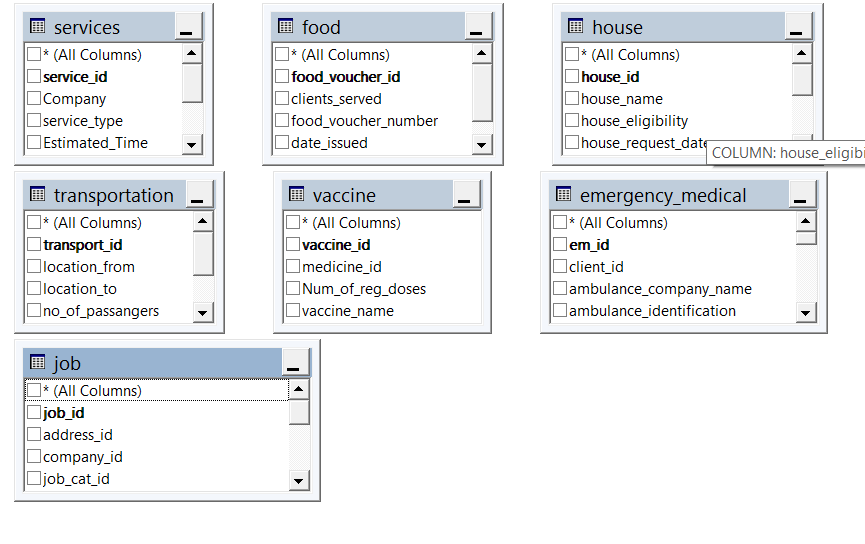 services
* (All Columns)
service_id
Company
service_type
Estimated_Time
food
* (All Columns)
food_voucher_id
clients_served
food_voucher_number
date_issued
house
* (All Columns)
house_id
house_name
house_eligibility
house_request_date
COLUMN: house_eligibi
transportation
* (All Columns)
transport_id
location_from
location_to
no_of_passangers
vaccine
* (All Columns)
vaccine_id
medicine_id
Num_of_reg_doses
vaccine_name
emergency_medical
* (All Columns)
em_id
client_id
ambulance_company_name
ambulance_identification
job
* (All Columns)
job_id
address_id
company_id
job_cat_id